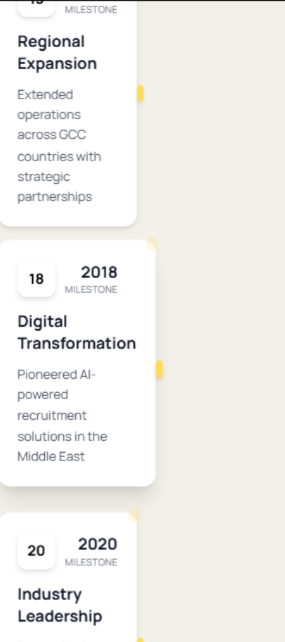 MILESTONE
Regional
Expansion
Extended
operations
across GCC
countries with
strategic
partnerships
18
2018
MILESTONE
Digital
Transformation
Pioneered AI-
powered
recruitment
solutions in the
Middle East
20
2020
MILESTONE
Industry
Leadership